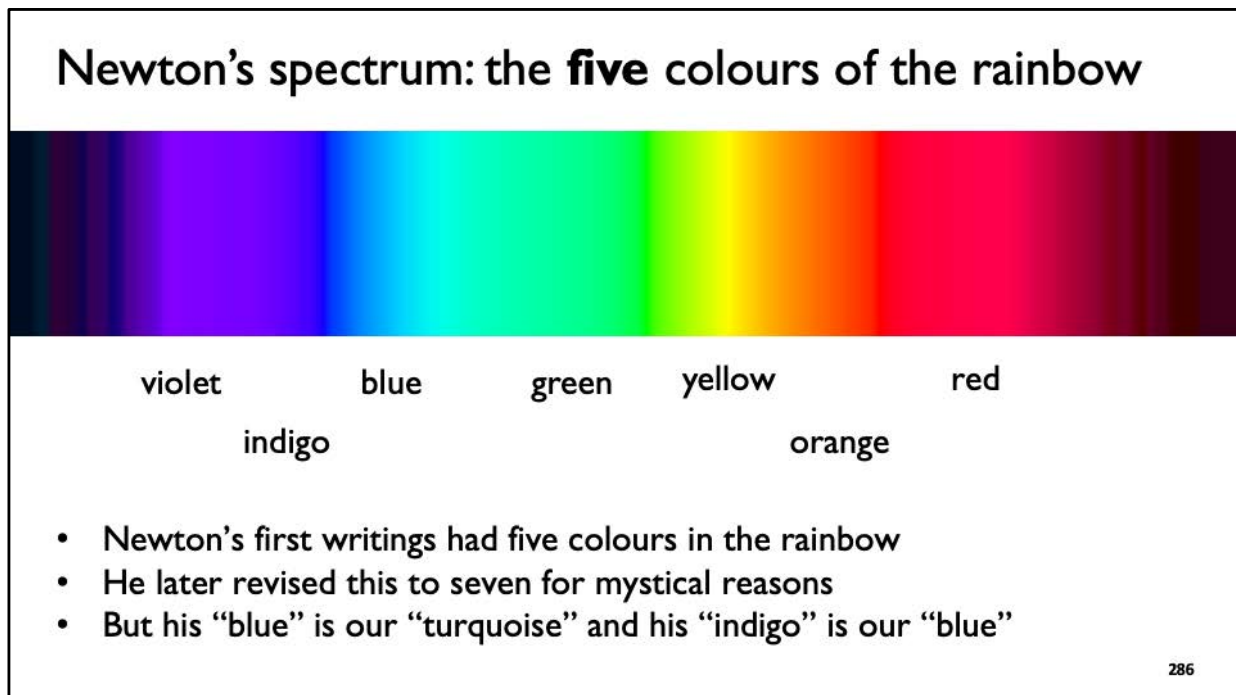 Newton’s spectrum: the five colours of the rainbow
violet blue green yellow red
indigo orange
• Newton’s first writings had five colours in the rainbow
• He later revised this to seven for mystical reasons
• But his “blue” is our “turquoise” and his “indigo” is our “blue”
286